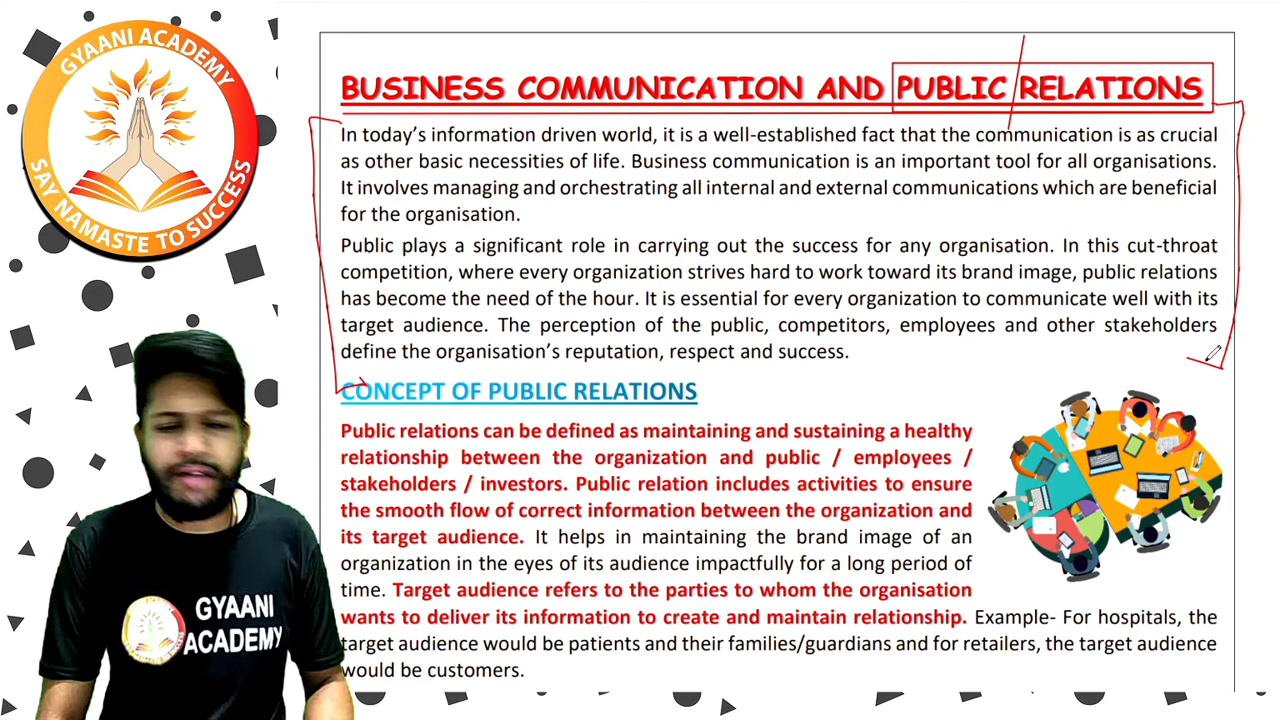 GYAANI ACADEMY
SAY NAMASTE TO SUCCESS
BUSINESS COMMUNICATION AND PUBLIC RELATIONS
In today’s information driven world, it is a well-established fact that the communication is as crucial
as other basic necessities of life. Business communication is an important tool for all organisations.
It involves managing and orchestrating all internal and external communications which are beneficial
for the organisation.
Public plays a significant role in carrying out the success for any organisation. In this cut-throat
competition, where every organization strives hard to work toward its brand image, public relations
has become the need of the hour. It is essential for every organization to communicate well with its
target audience. The perception of the public, competitors, employees and other stakeholders
define the organisation’s reputation, respect and success.
CONCEPT OF PUBLIC RELATIONS
Public relations can be defined as maintaining and sustaining a healthy
relationship between the organization and public / employees /
stakeholders / investors. Public relation includes activities to ensure
the smooth flow of correct information between the organization and
its target audience. It helps in maintaining the brand image of an
organization in the eyes of its audience impactfully for a long period of
time. Target audience refers to the parties to whom the organisation
wants to deliver its information to create and maintain relationship. Example- For hospitals, the
target audience would be patients and their families/guardians and for retailers, the target audience
would be customers.
GYAANI
ACADEMY